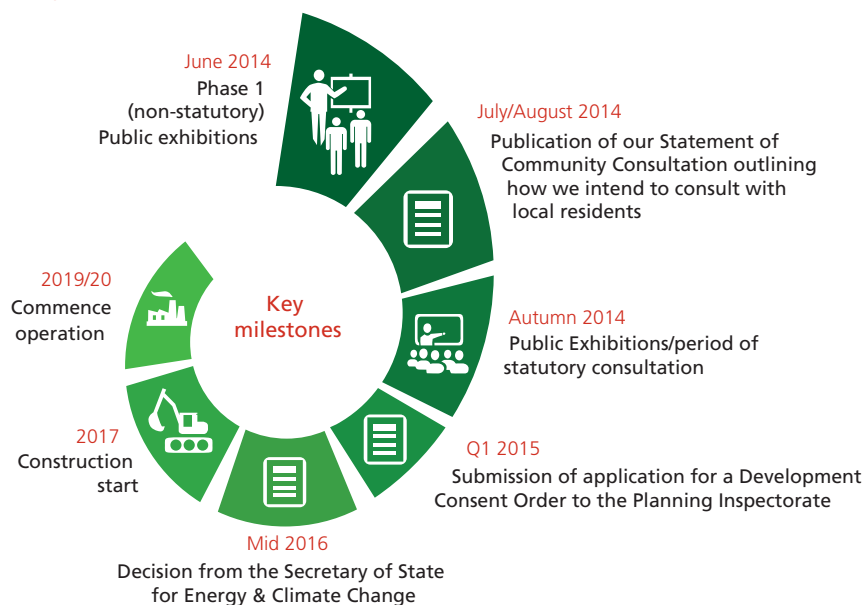 June 2014
Phase 1
(non-statutory)
Public exhibitions
July/August 2014
Publication of our Statement of
Community Consultation outlining
how we intend to consult with
local residents
Autumn 2014
Public Exhibitions/period of
statutory consultation
Q1 2015
Submission of application for a Development
Consent Order to the Planning Inspectorate
Mid 2016
Decision from the Secretary of State
for Energy & Climate Change
2017
Construction
start
2019/20
Commence
operation
Key
milestones